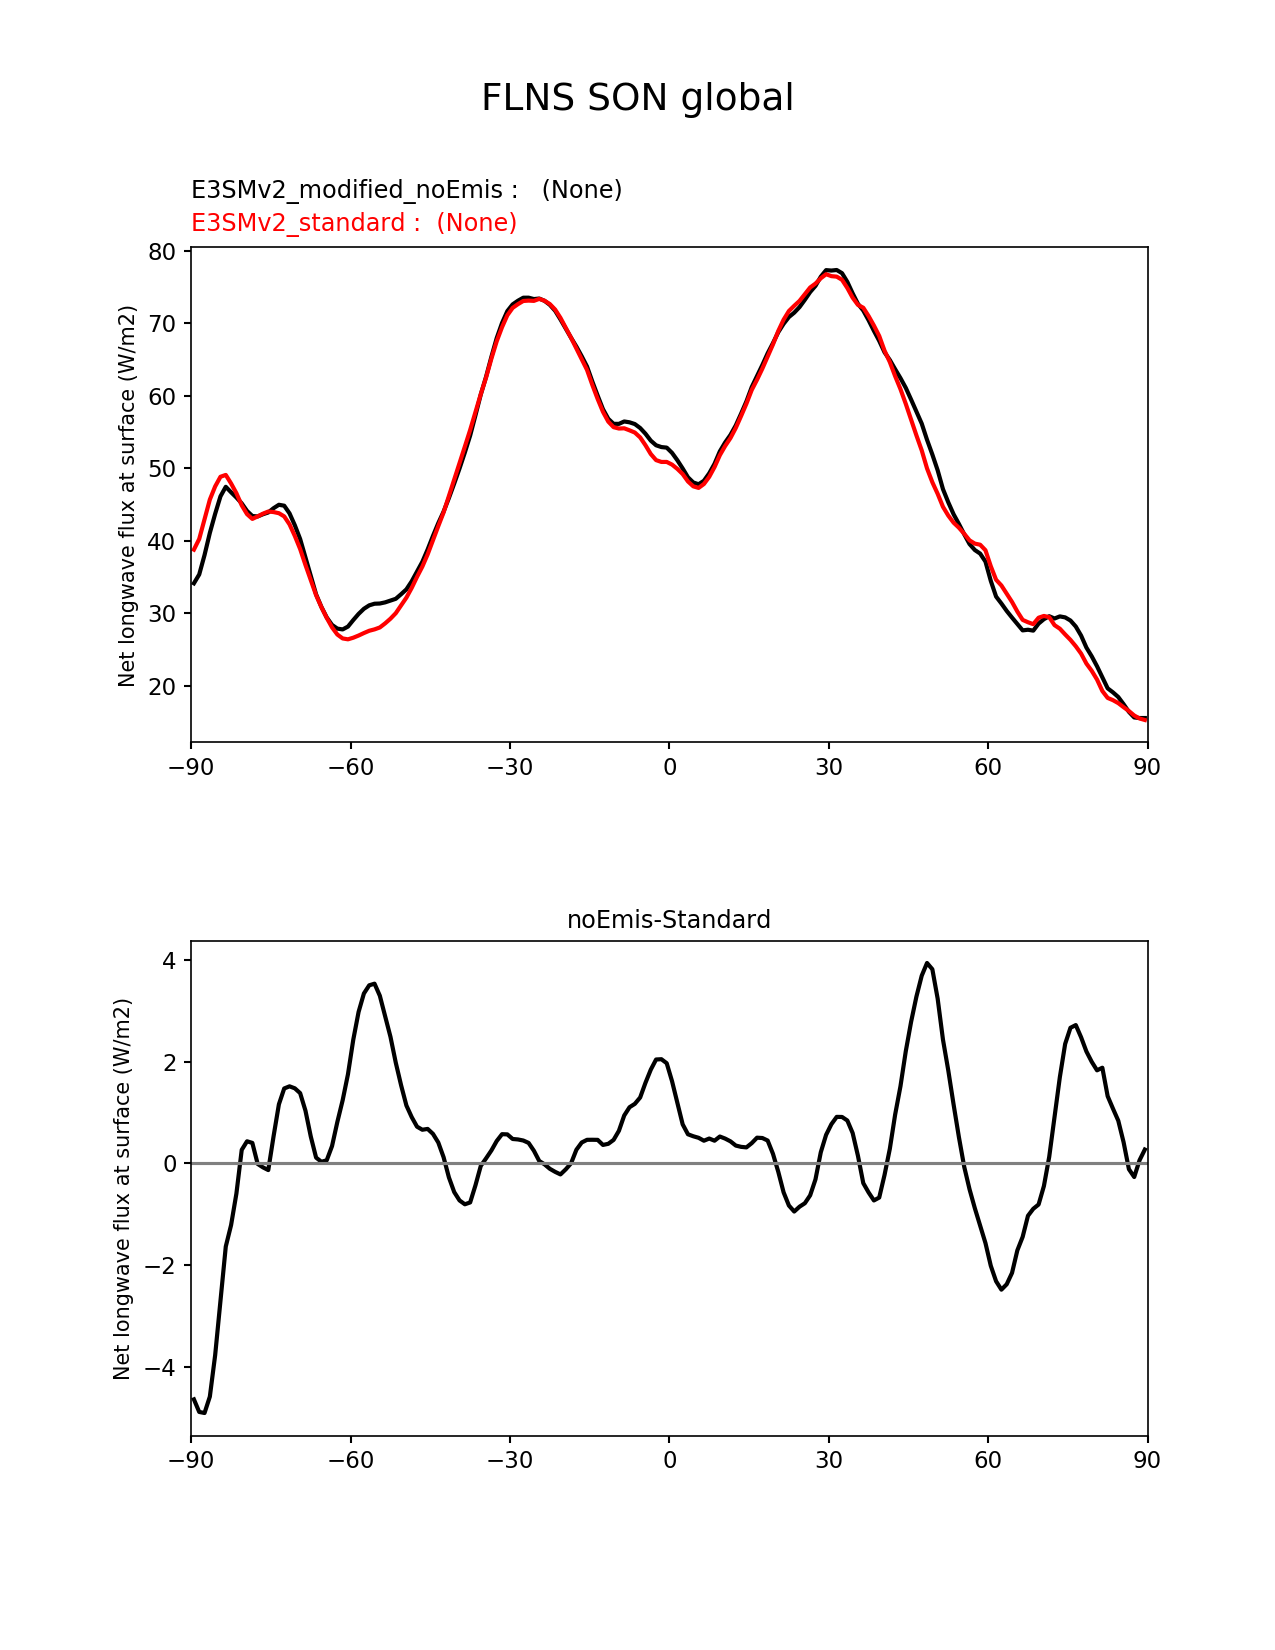 FLNS SON global
E3SMv2_modified_noEmis :   (None)
E3SMv2_standard :  (None)
Net longwave flux at surface (W/m2)
80
70
60
50
40
30
20
−90 −60 −30 0 30 60 90
noEmis-Standard
Net longwave flux at surface (W/m2)
4
2
0
−2
−4
−90 −60 −30 0 30 60 90